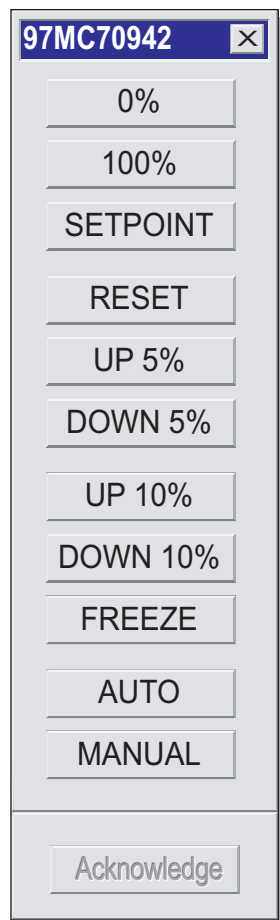 97MC70942
0%
100%
SETPOINT
RESET
UP 5%
DOWN 5%
UP 10%
DOWN 10%
FREEZE
AUTO
MANUAL
Acknowledge